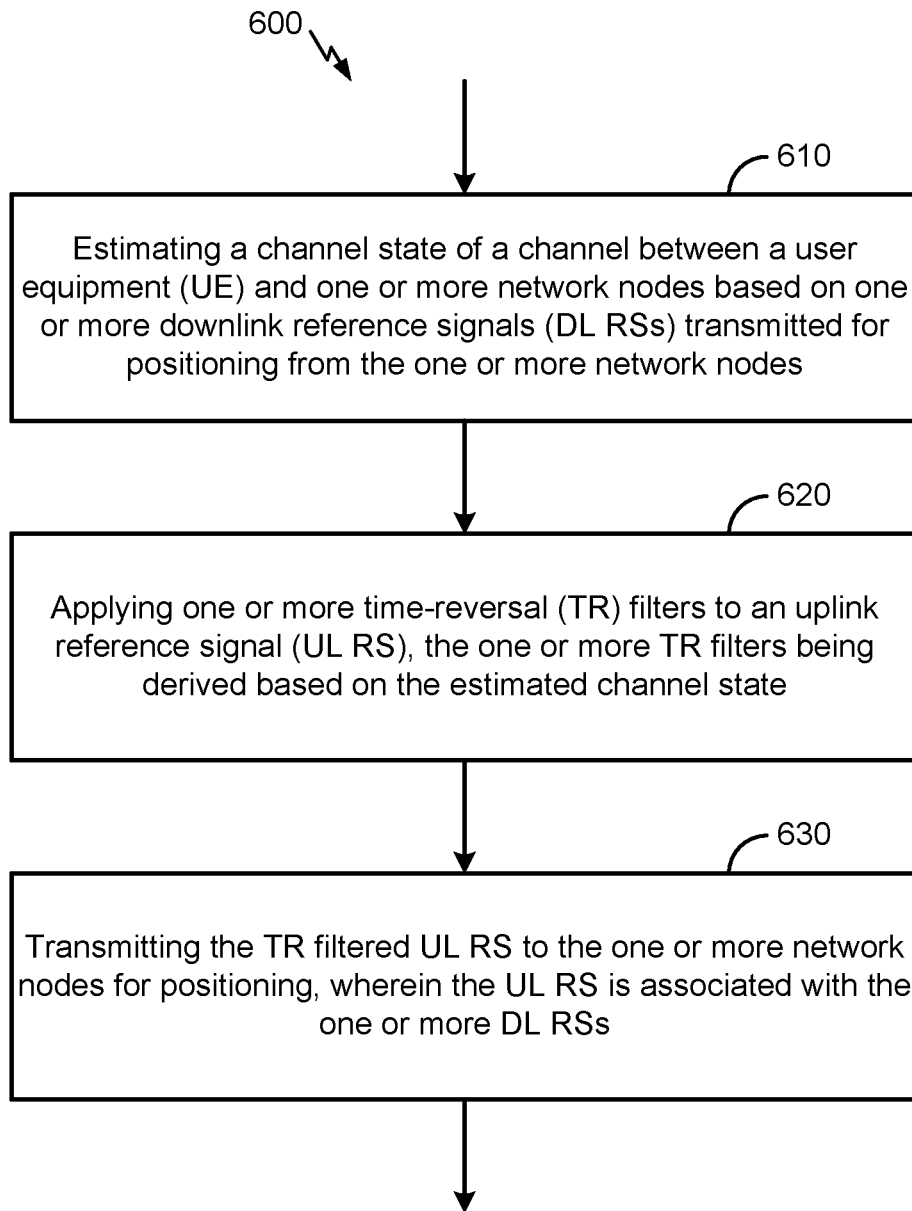 600
610
Estimating a channel state of a channel between a user
equipment (UE) and one or more network nodes based on one
or more downlink reference signals (DL RSs) transmitted for
positioning from the one or more network nodes
620
Applying one or more time-reversal (TR) filters to an uplink
reference signal (UL RS), the one or more TR filters being
derived based on the estimated channel state
630
Transmitting the TR filtered UL RS to the one or more network
nodes for positioning, wherein the UL RS is associated with the
one or more DL RSs